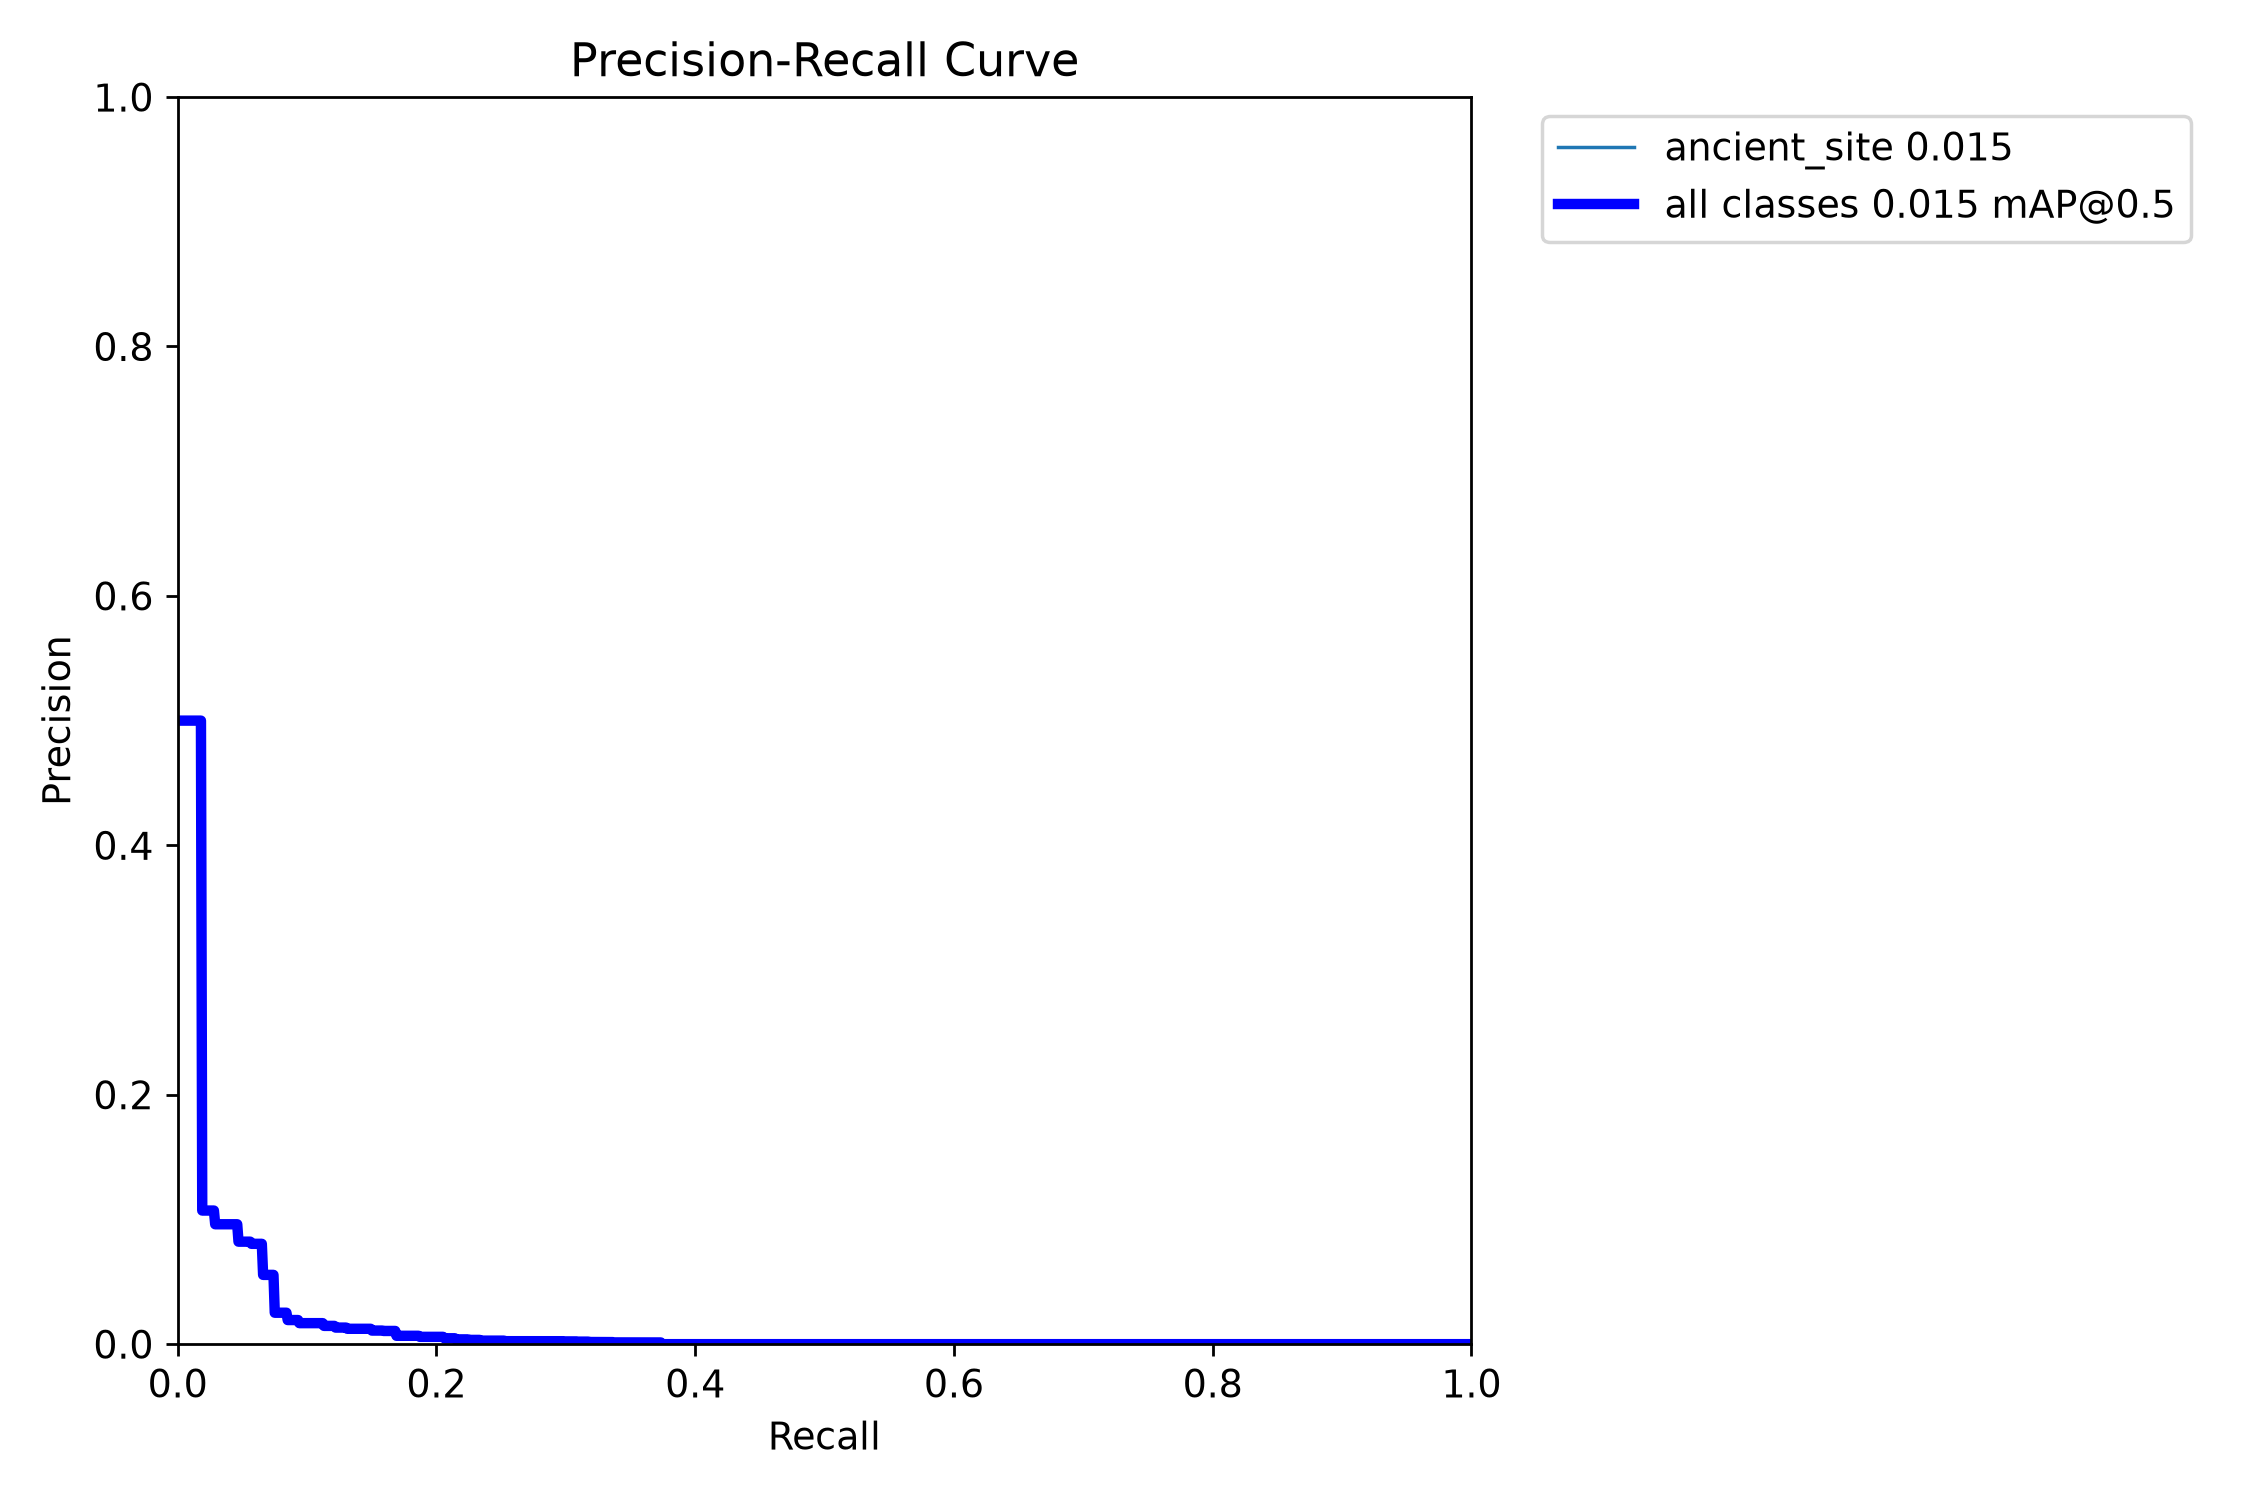 Precision-Recall Curve
1.0
0.8
0.6
0.4
0.2
0.0
Precision
0.0 0.2 0.4 0.6 0.8 1.0
Recall
ancient_site 0.015
all classes 0.015 mAP@0.5